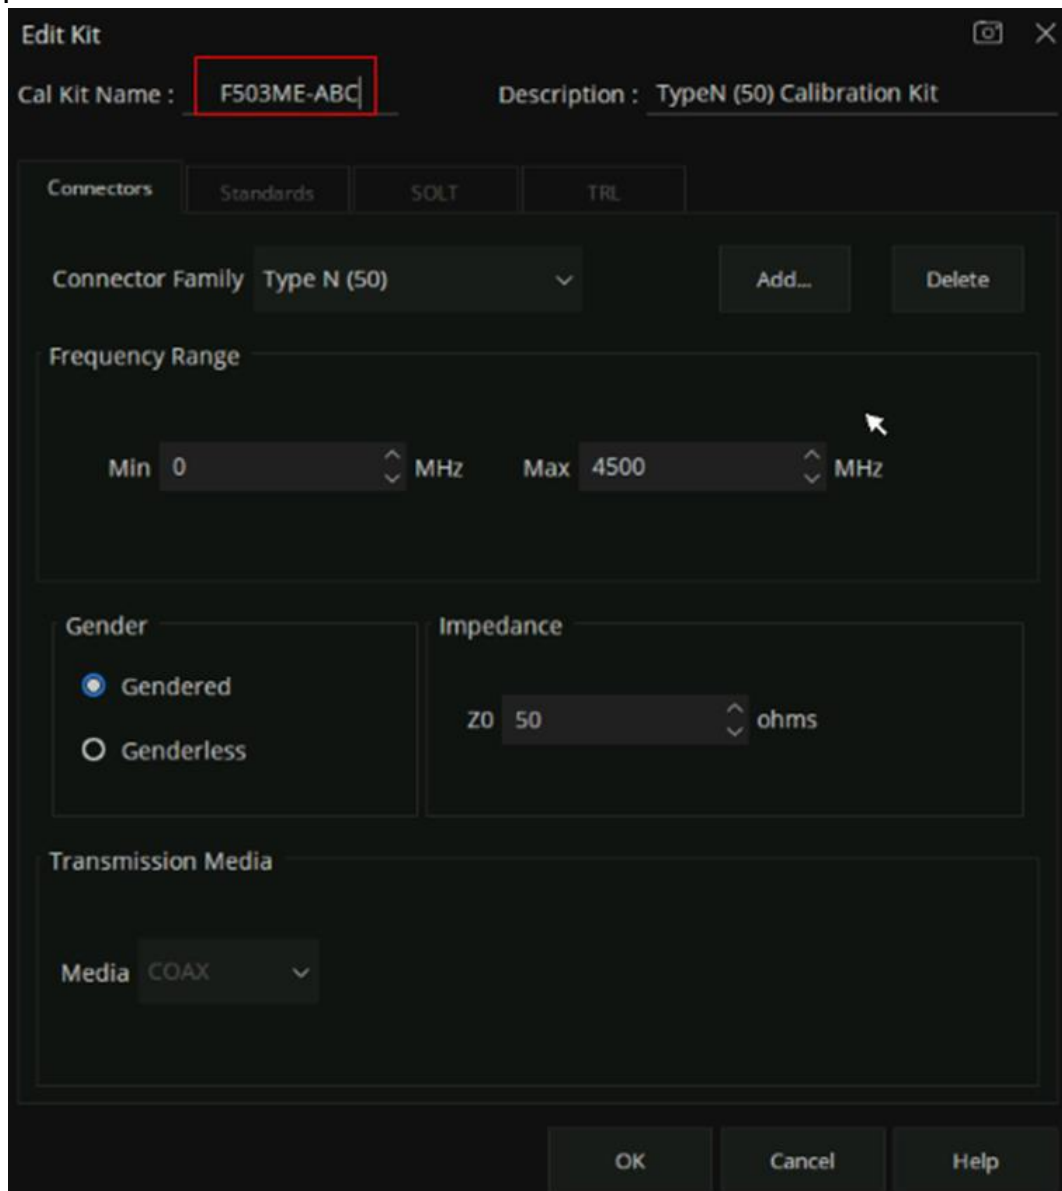 Edit Kit
Cal Kit Name : F503ME-ABC Description : TypeN (50) Calibration Kit
Connectors Standards SOLT TRL
Connector Family Type N (50) Add... Delete
Frequency Range
Min 0 MHz Max 4500 MHz
Gender Impedance
Gendered
Z0 50 ohms
Genderless
Transmission Media
Media COAX
OK Cancel Help